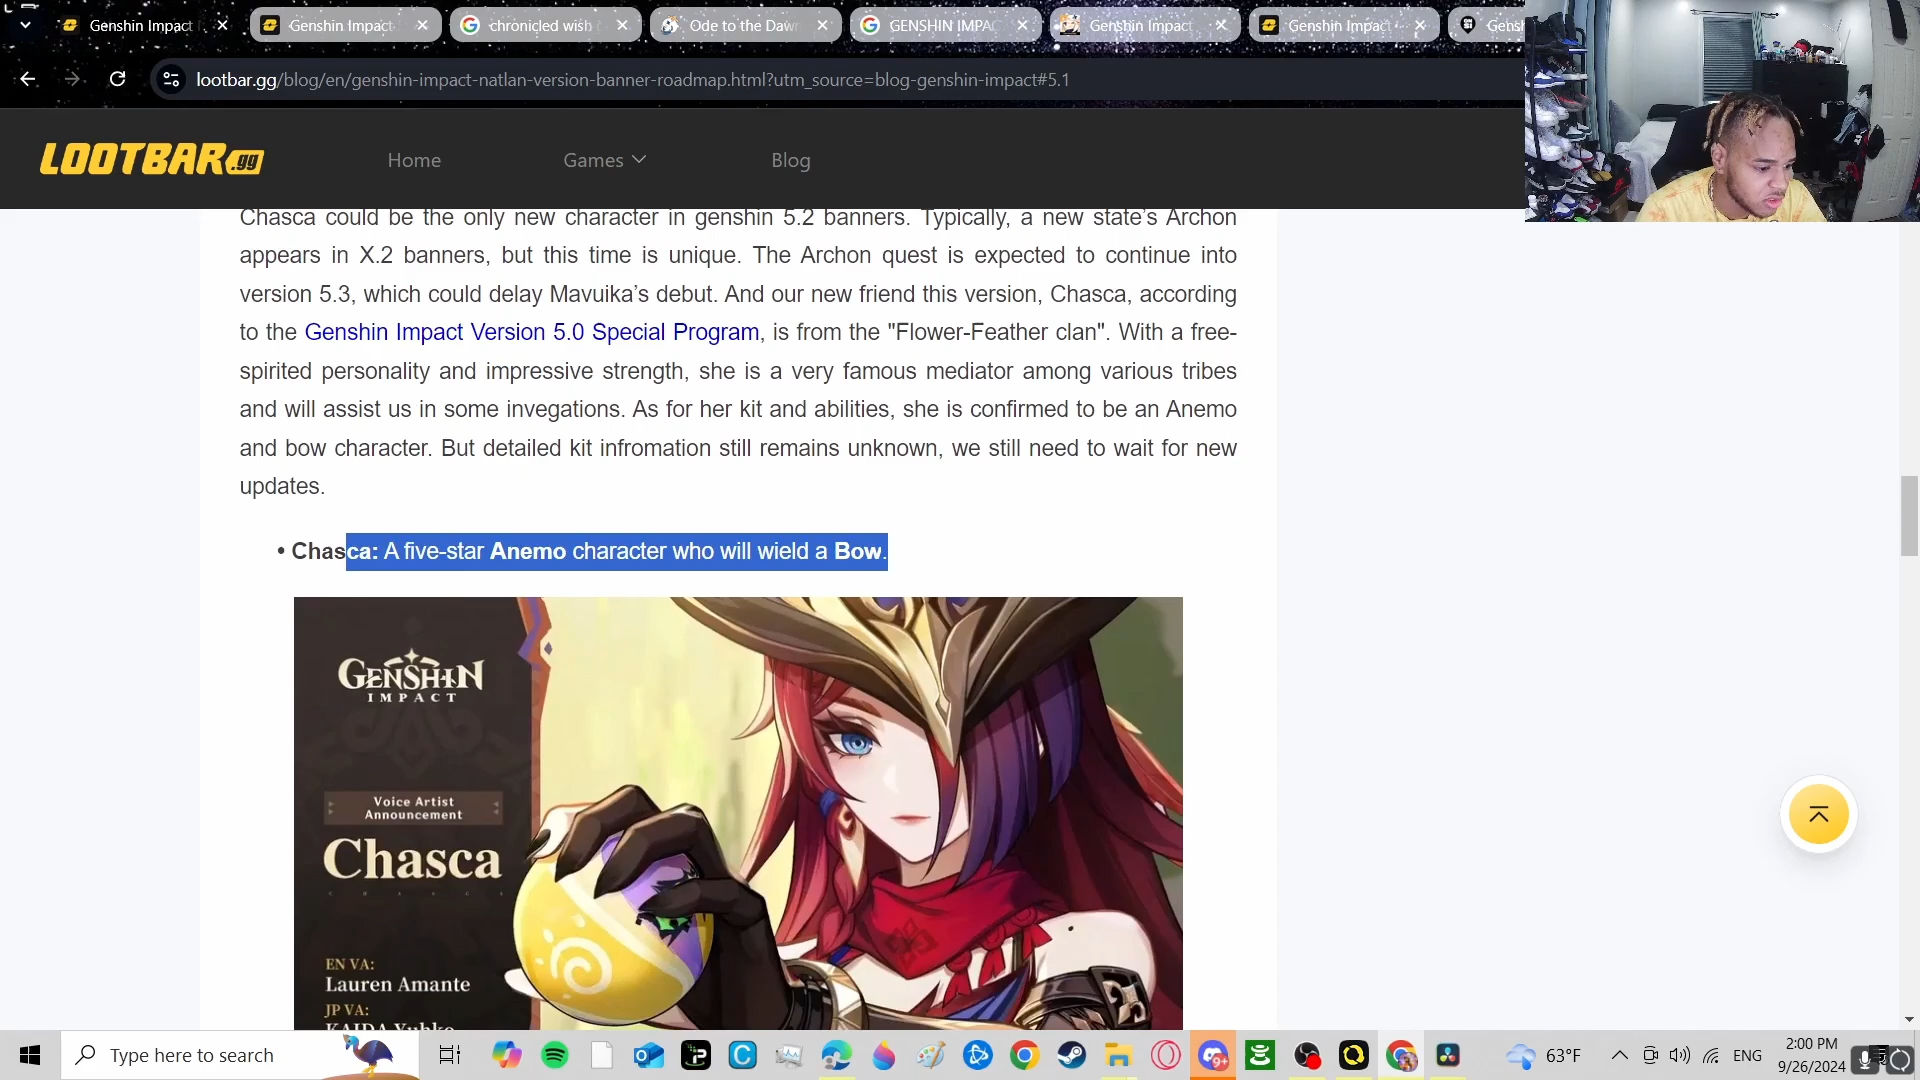 Genshin Impact
Genshin Impact
chronicled wish
Ode to the Daw
GENSHIN IMPA
Genshin Impact
Genshin Impact
Gensh
lootbar.gg/blog/en/genshin-impact-natlan-version-banner-roadmap.html?utm_source=blog-genshin-impact#5.1
LOOTBAR.gg
Home
Games
Blog
Chasca could be the only new character in genshin 5.2 banners. Typically, a new state's Archon
appears in X.2 banners, but this time is unique. The Archon quest is expected to continue into
version 5.3, which could delay Mavuika's debut. And our new friend this version, Chasca, according
to the Genshin Impact Version 5.0 Special Program, is from the "Flower-Feather clan". With a free-
spirited personality and impressive strength, she is a very famous mediator among various tribes
and will assist us in some invegations. As for her kit and abilities, she is confirmed to be an Anemo
and bow character. But detailed kit infromation still remains unknown, we still need to wait for new
updates.
• Chasca: A five-star Anemo character who will wield a Bow.
GENSHIN
IMPACT
Voice Artist
Announcement
Chasca
EN VA:
Lauren Amante
JP VA:
KAIDA Yuhko
Type here to search
9+
63°F
ENG
2:00 PM
9/26/2024